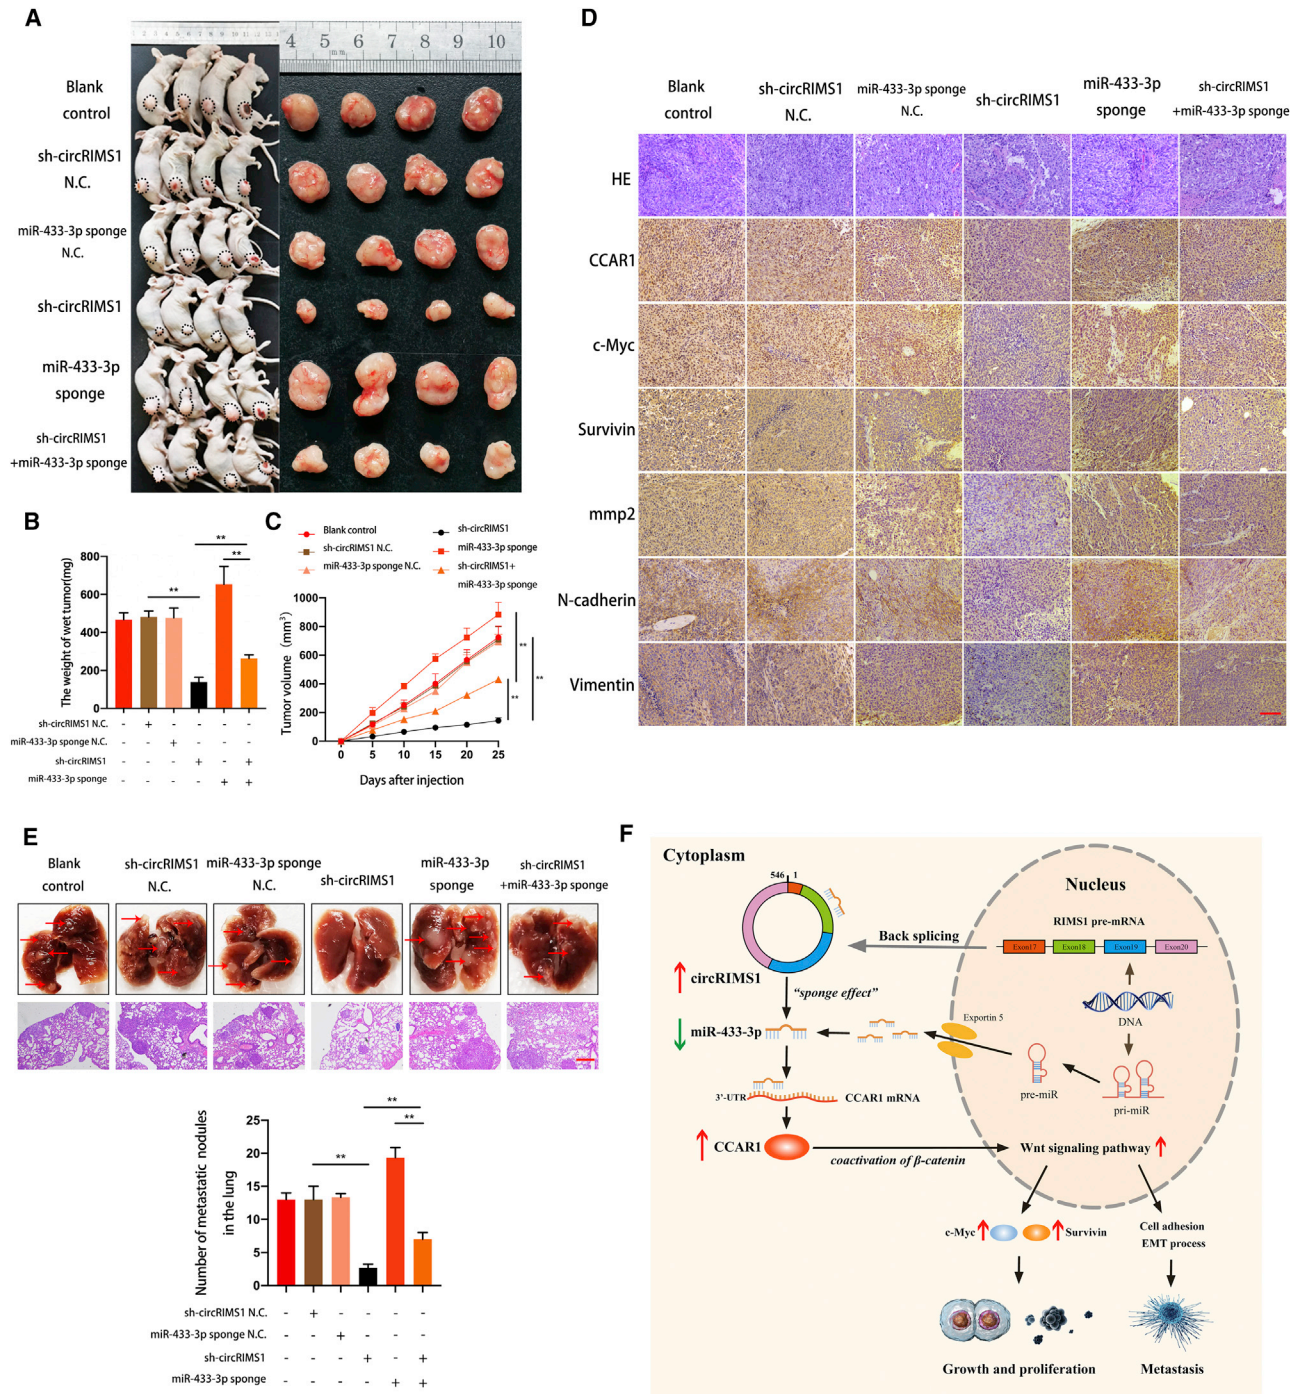 A
4 5 6 7 8 9 10
mm
Blank
control
sh-circRIMS1
N.C.
miR-433-3p sponge
N.C.
sh-circRIMS1
miR-433-3p
sponge
sh-circRIMS1
+miR-433-3p sponge
B
The weight of wet tumor(mg)
800
600
400
200
0
**
**
**
sh-circRIMS1 N.C. - + - - - -
miR-433-3p sponge N.C. - - + - - -
sh-circRIMS1 - - - + - +
miR-433-3p sponge - - - - + +
C
Blank control
sh-circRIMS1 N.C.
miR-433-3p sponge N.C.
sh-circRIMS1
miR-433-3p sponge
sh-circRIMS1+
miR-433-3p sponge
Tumor volume (mm³)
1000
800
600
400
200
0
0 5 10 15 20 25
Days after injection
**
**
**
D
Blank
control
sh-circRIMS1
N.C.
miR-433-3p sponge
N.C.
sh-circRIMS1
miR-433-3p
sponge
sh-circRIMS1
+miR-433-3p sponge
HE
CCAR1
c-Myc
Survivin
mmp2
N-cadherin
Vimentin
E
Blank
control
sh-circRIMS1
N.C.
miR-433-3p sponge
N.C.
sh-circRIMS1
miR-433-3p
sponge
sh-circRIMS1
+miR-433-3p sponge
Number of metastatic nodules
in the lung
25
20
15
10
5
0
**
**
**
sh-circRIMS1 N.C. - + - - - -
miR-433-3p sponge N.C. - - + - - -
sh-circRIMS1 - - - + - +
miR-433-3p sponge - - - - + +
F
Cytoplasm
546 1
Nucleus
RIMS1 pre-mRNA
Exon17 Exon18 Exon19 Exon20
Back splicing
circRIMS1
"sponge effect"
DNA
Exportin 5
miR-433-3p
pre-miR
pri-miR
3'-UTR
CCAR1 mRNA
CCAR1
coactivation of β-catenin
Wnt signaling pathway
c-Myc
Survivin
Cell adhesion
EMT process
Growth and proliferation
Metastasis